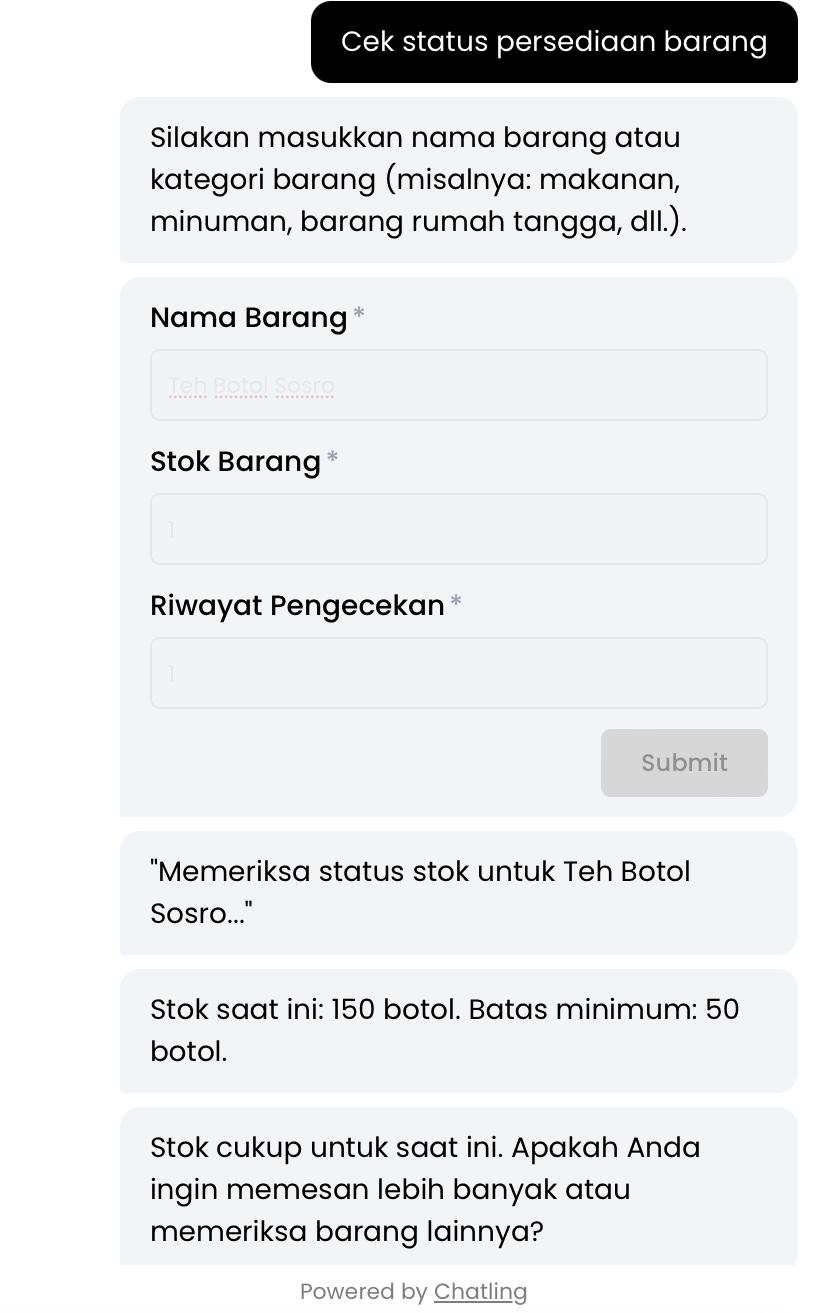 Cek status persediaan barang
Silakan masukkan nama barang atau
kategori barang (misalnya: makanan,
minuman, barang rumah tangga, dll.).
Nama Barang *
Teh Botol Sosro
Stok Barang *
1
Riwayat Pengecekan *
1
Submit
"Memeriksa status stok untuk Teh Botol
Sosro..."
Stok saat ini: 150 botol. Batas minimum: 50
botol.
Stok cukup untuk saat ini. Apakah Anda
ingin memesan lebih banyak atau
memeriksa barang lainnya?
Powered by Chatling